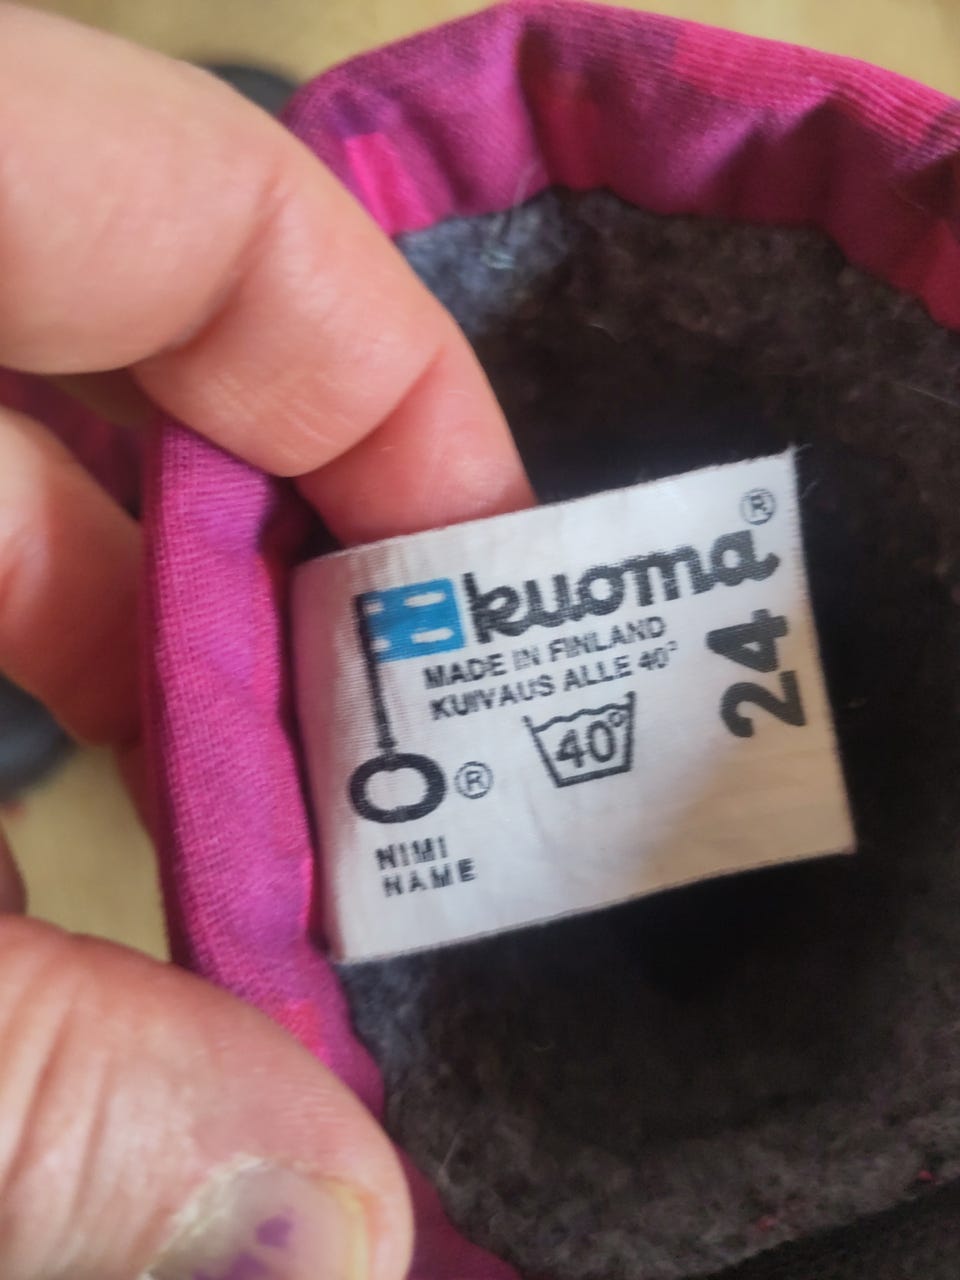 kuoma®
MADE IN FINLAND
KUIVAUS ALLE 40°
40°
24
®
NIMI
NAME